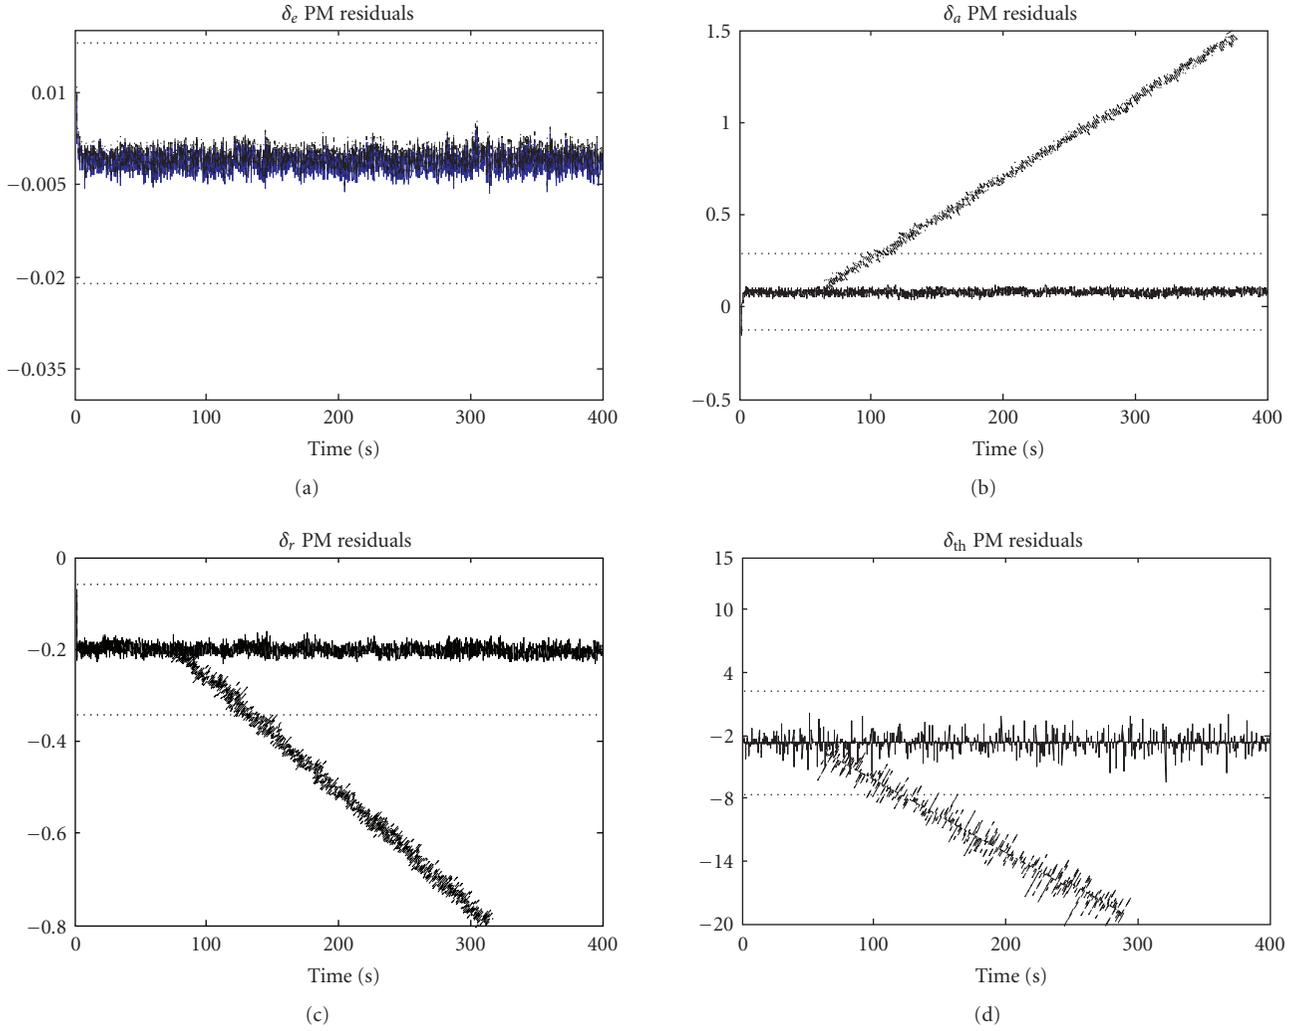 δe PM residuals
0.01
−0.005
−0.02
−0.035
0 100 200 300 400
Time (s)
(a)
δa PM residuals
1.5
1
0.5
0
−0.5
0 100 200 300 400
Time (s)
(b)
δr PM residuals
0
−0.2
−0.4
−0.6
−0.8
0 100 200 300 400
Time (s)
(c)
δth PM residuals
15
10
4
−2
−8
−14
−20
0 100 200 300 400
Time (s)
(d)